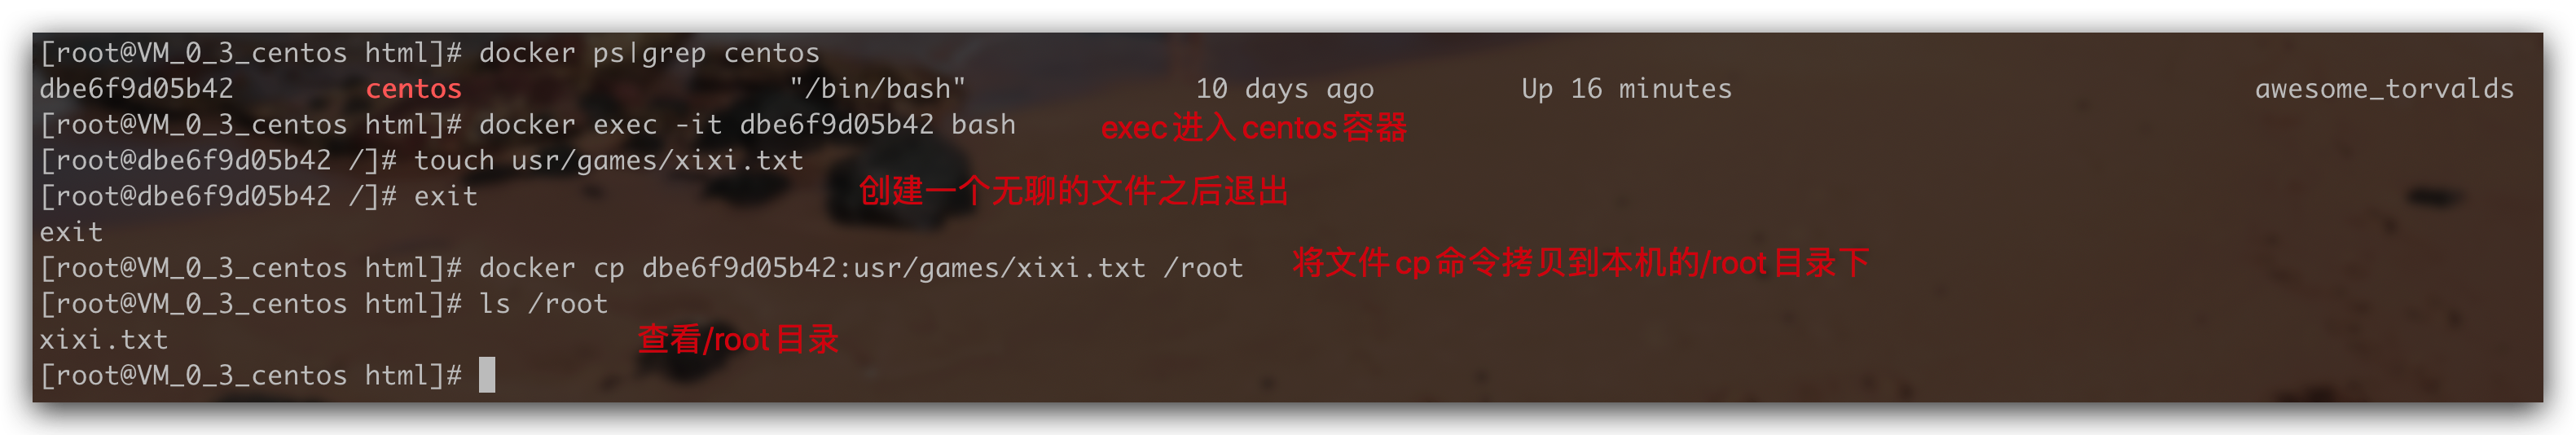 [root@VM_0_3_centos html]# docker ps|grep centos
dbe6f9d05b42        centos                    "/bin/bash"              10 days ago         Up 16 minutes                                awesome_torvalds
[root@VM_0_3_centos html]# docker exec -it dbe6f9d05b42 bash exec进入centos容器
[root@dbe6f9d05b42 /]# touch usr/games/xixi.txt
[root@dbe6f9d05b42 /]# exit 创建一个无聊的文件之后退出
exit
[root@VM_0_3_centos html]# docker cp dbe6f9d05b42:usr/games/xixi.txt /root 将文件cp命令拷贝到本机的/root目录下
[root@VM_0_3_centos html]# ls /root
xixi.txt 查看/root目录
[root@VM_0_3_centos html]#